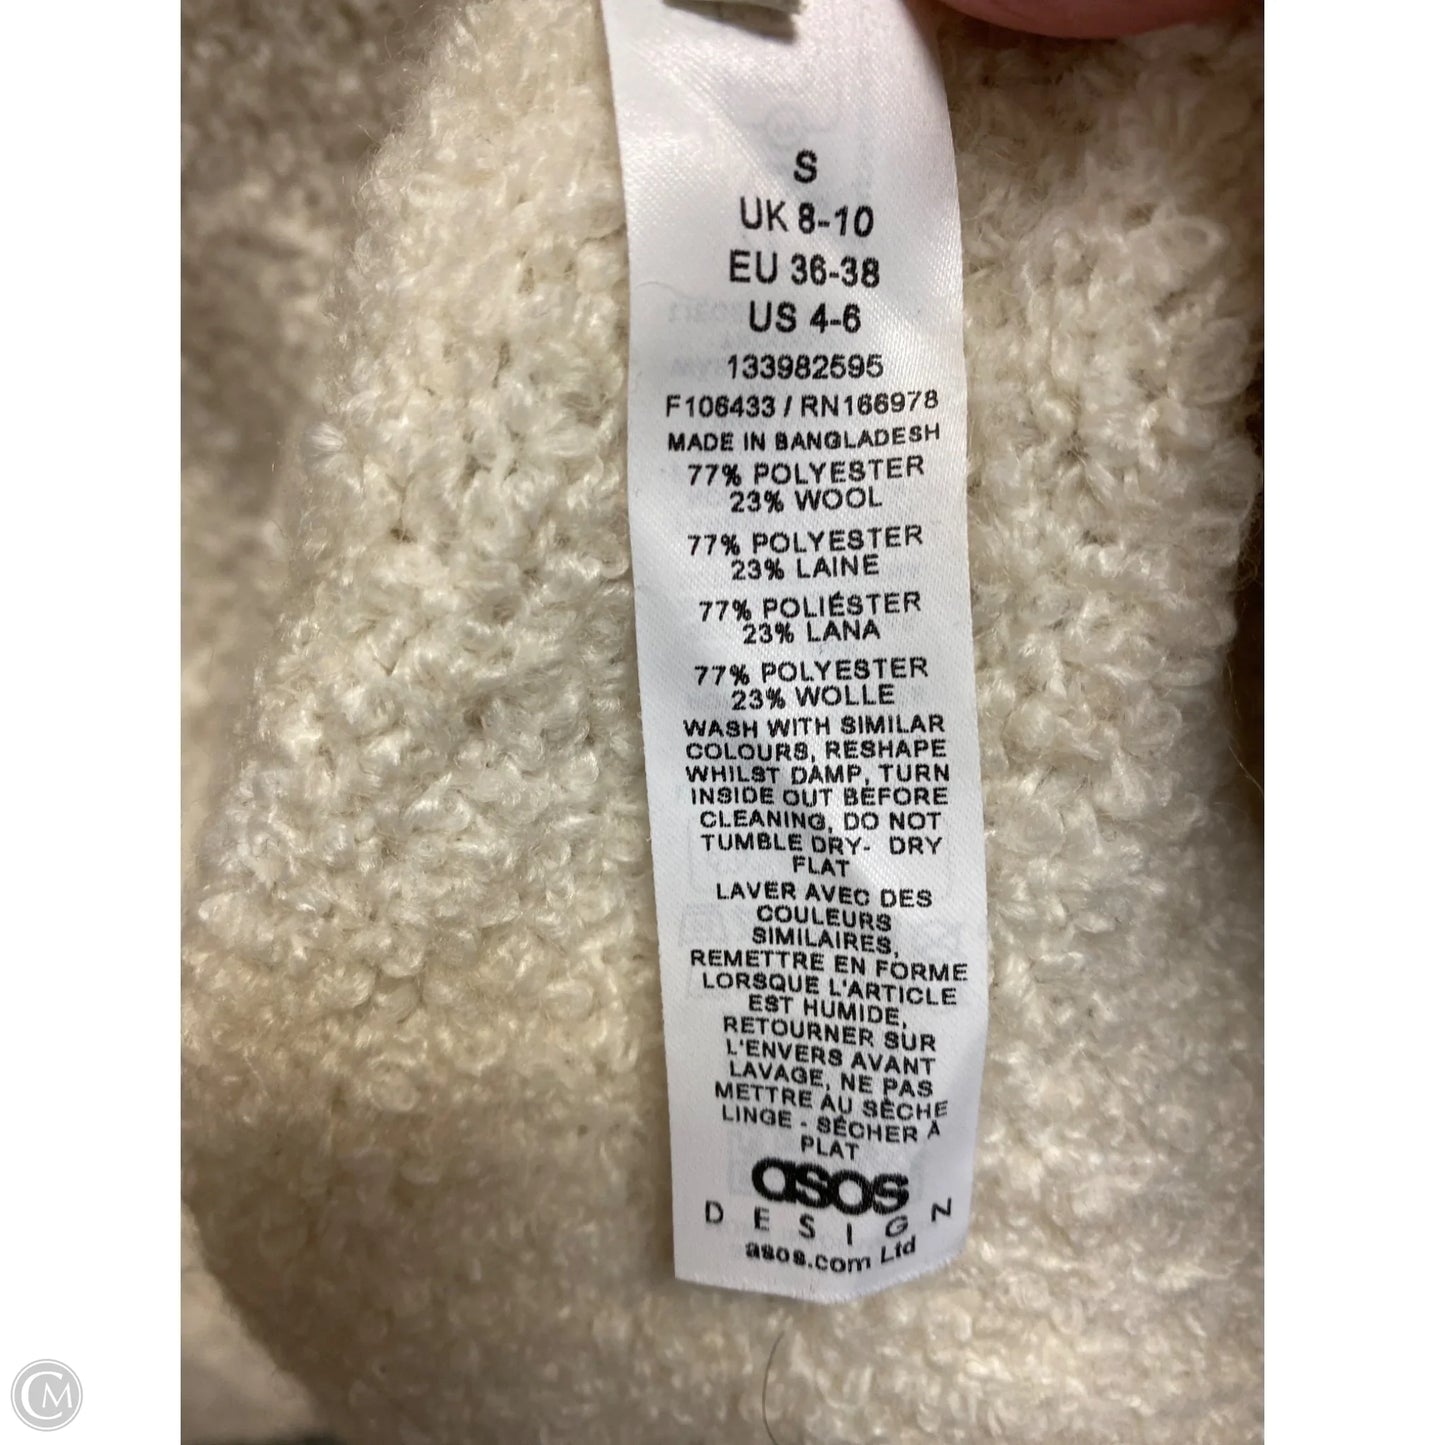 S
UK 8-10
EU 36-38
US 4-6
133982595
F106433 / RN166978
MADE IN BANGLADESH
77% POLYESTER
23% WOOL
77% POLYESTER
23% LAINE
77% POLIÉSTER
23% LANA
77% POLYESTER
23% WOLLE
WASH WITH SIMILAR
COLOURS, RESHAPE
WHILST DAMP, TURN
INSIDE OUT BEFORE
CLEANING, DO NOT
TUMBLE DRY- DRY
FLAT
LAVER AVEC DES
COULEURS
SIMILAIRES,
REMETTRE EN FORME
LORSQUE L'ARTICLE
EST HUMIDE,
RETOURNER SUR
L'ENVERS AVANT
LAVAGE, NE PAS
METTRE AU SÈCHE
LINGE - SÉCHER À
PLAT
asos
DESIGN
asos.com Ltd
CM